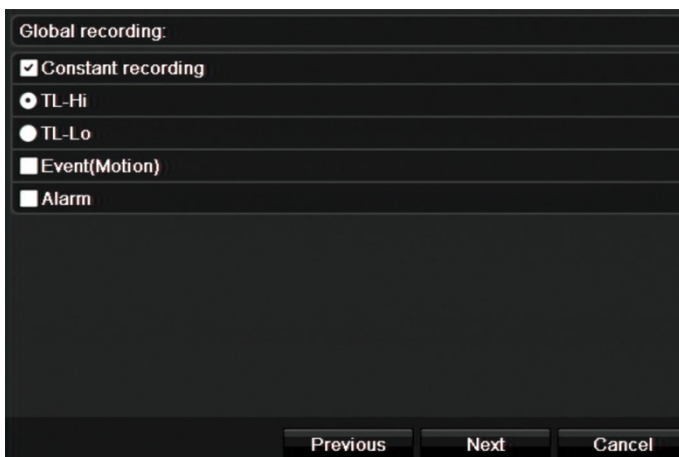 Global recording:
Constant recording
TL-Hi
TL-Lo
Event(Motion)
Alarm
Previous Next Cancel